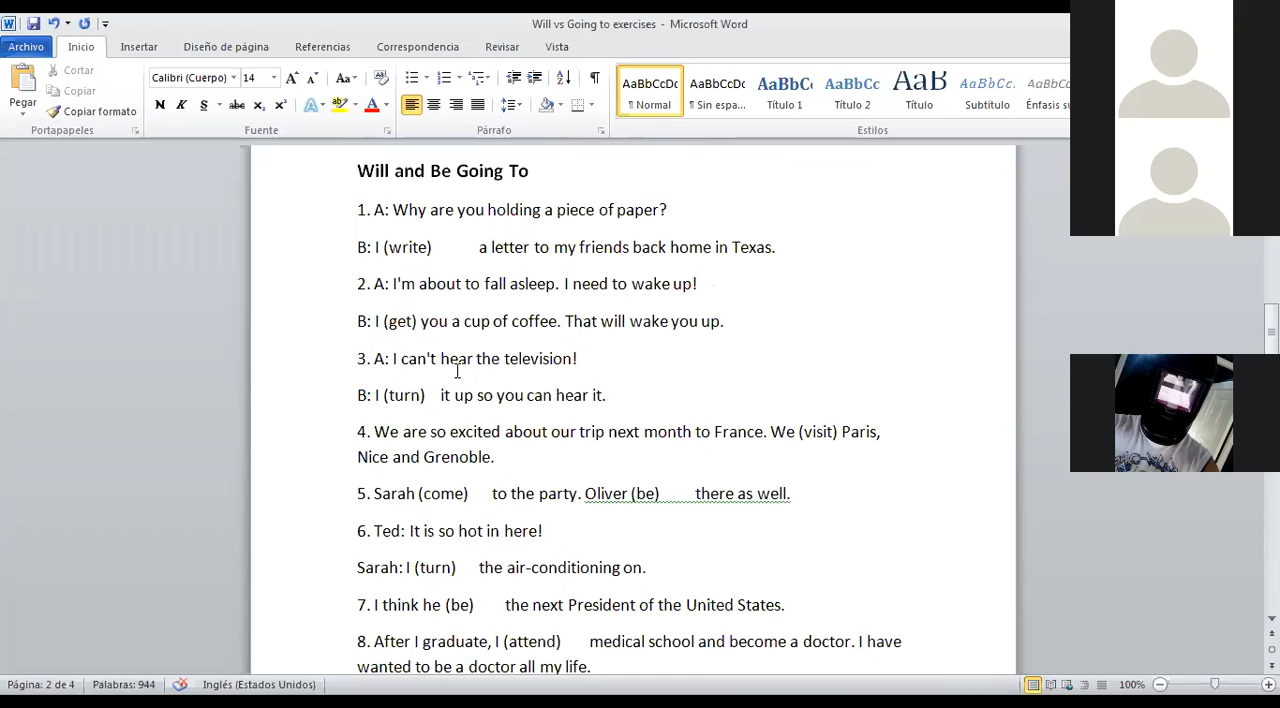 Will vs Going to exercises - Microsoft Word
Archivo Inicio Insertar Diseño de página Referencias Correspondencia Revisar Vista
Pegar
Cortar
Copiar
Copiar formato
Portapapeles
Calibri (Cuerpo) 14
Fuente
Párrafo
AaBbCcDc AaBbCcDc AaBbC AaBbCc AaB AaBbCc. AaBbCcD
¶ Normal ¶ Sin espa... Título 1 Título 2 Título Subtítulo Énfasis su
Estilos
Will and Be Going To
1. A: Why are you holding a piece of paper?
B: I (write) a letter to my friends back home in Texas.
2. A: I'm about to fall asleep. I need to wake up!
B: I (get) you a cup of coffee. That will wake you up.
3. A: I can't hear the television!
B: I (turn) it up so you can hear it.
4. We are so excited about our trip next month to France. We (visit) Paris,
Nice and Grenoble.
5. Sarah (come) to the party. Oliver (be) there as well.
6. Ted: It is so hot in here!
Sarah: I (turn) the air-conditioning on.
7. I think he (be) the next President of the United States.
8. After I graduate, I (attend) medical school and become a doctor. I have
wanted to be a doctor all my life.
Página: 2 de 4 Palabras: 944 Inglés (Estados Unidos) 100%